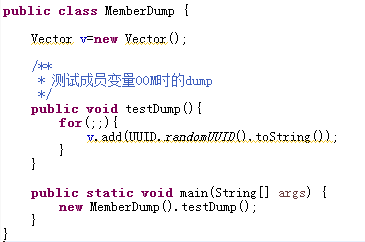 public class MemberDump {
Vector v=new Vector();
/**
* 测试成员变量OOM时的dump
*/
public void testDump(){
for(;;){
v.add(UUID.randomUUID().toString());
}
}
public static void main(String[] args) {
new MemberDump().testDump();
}
}